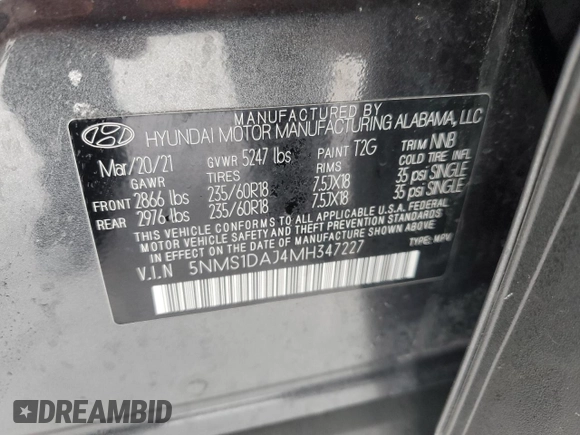 MANUFACTURED BY
HYUNDAI MOTOR MANUFACTURING ALABAMA, LLC
Mar/20/21 GVWR 5247 lbs PAINT T2G TRIM NNB
GAWR TIRES RIMS COLD TIRE INFL.
FRONT 2866 lbs 235/60R18 7.5JX18 35 psi SINGLE
REAR 2976 lbs 235/60R18 7.5JX18 35 psi SINGLE
THIS VEHICLE CONFORMS TO ALL APPLICABLE U.S.A. FEDERAL
MOTOR VEHICLE SAFETY AND THEFT PREVENTION STANDARDS
IN EFFECT ON THE DATE OF MANUFACTURE SHOWN ABOVE.
V.I.N 5NMS1DAJ4MH347227 TYPE: MPV
DREAMBID